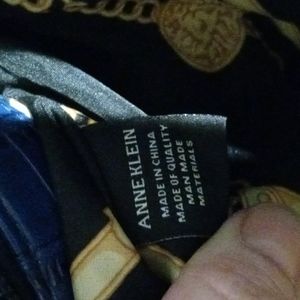 ANNE KLEIN
MADE IN CHINA
MADE OF QUALITY
MAN MADE
MATERIALS